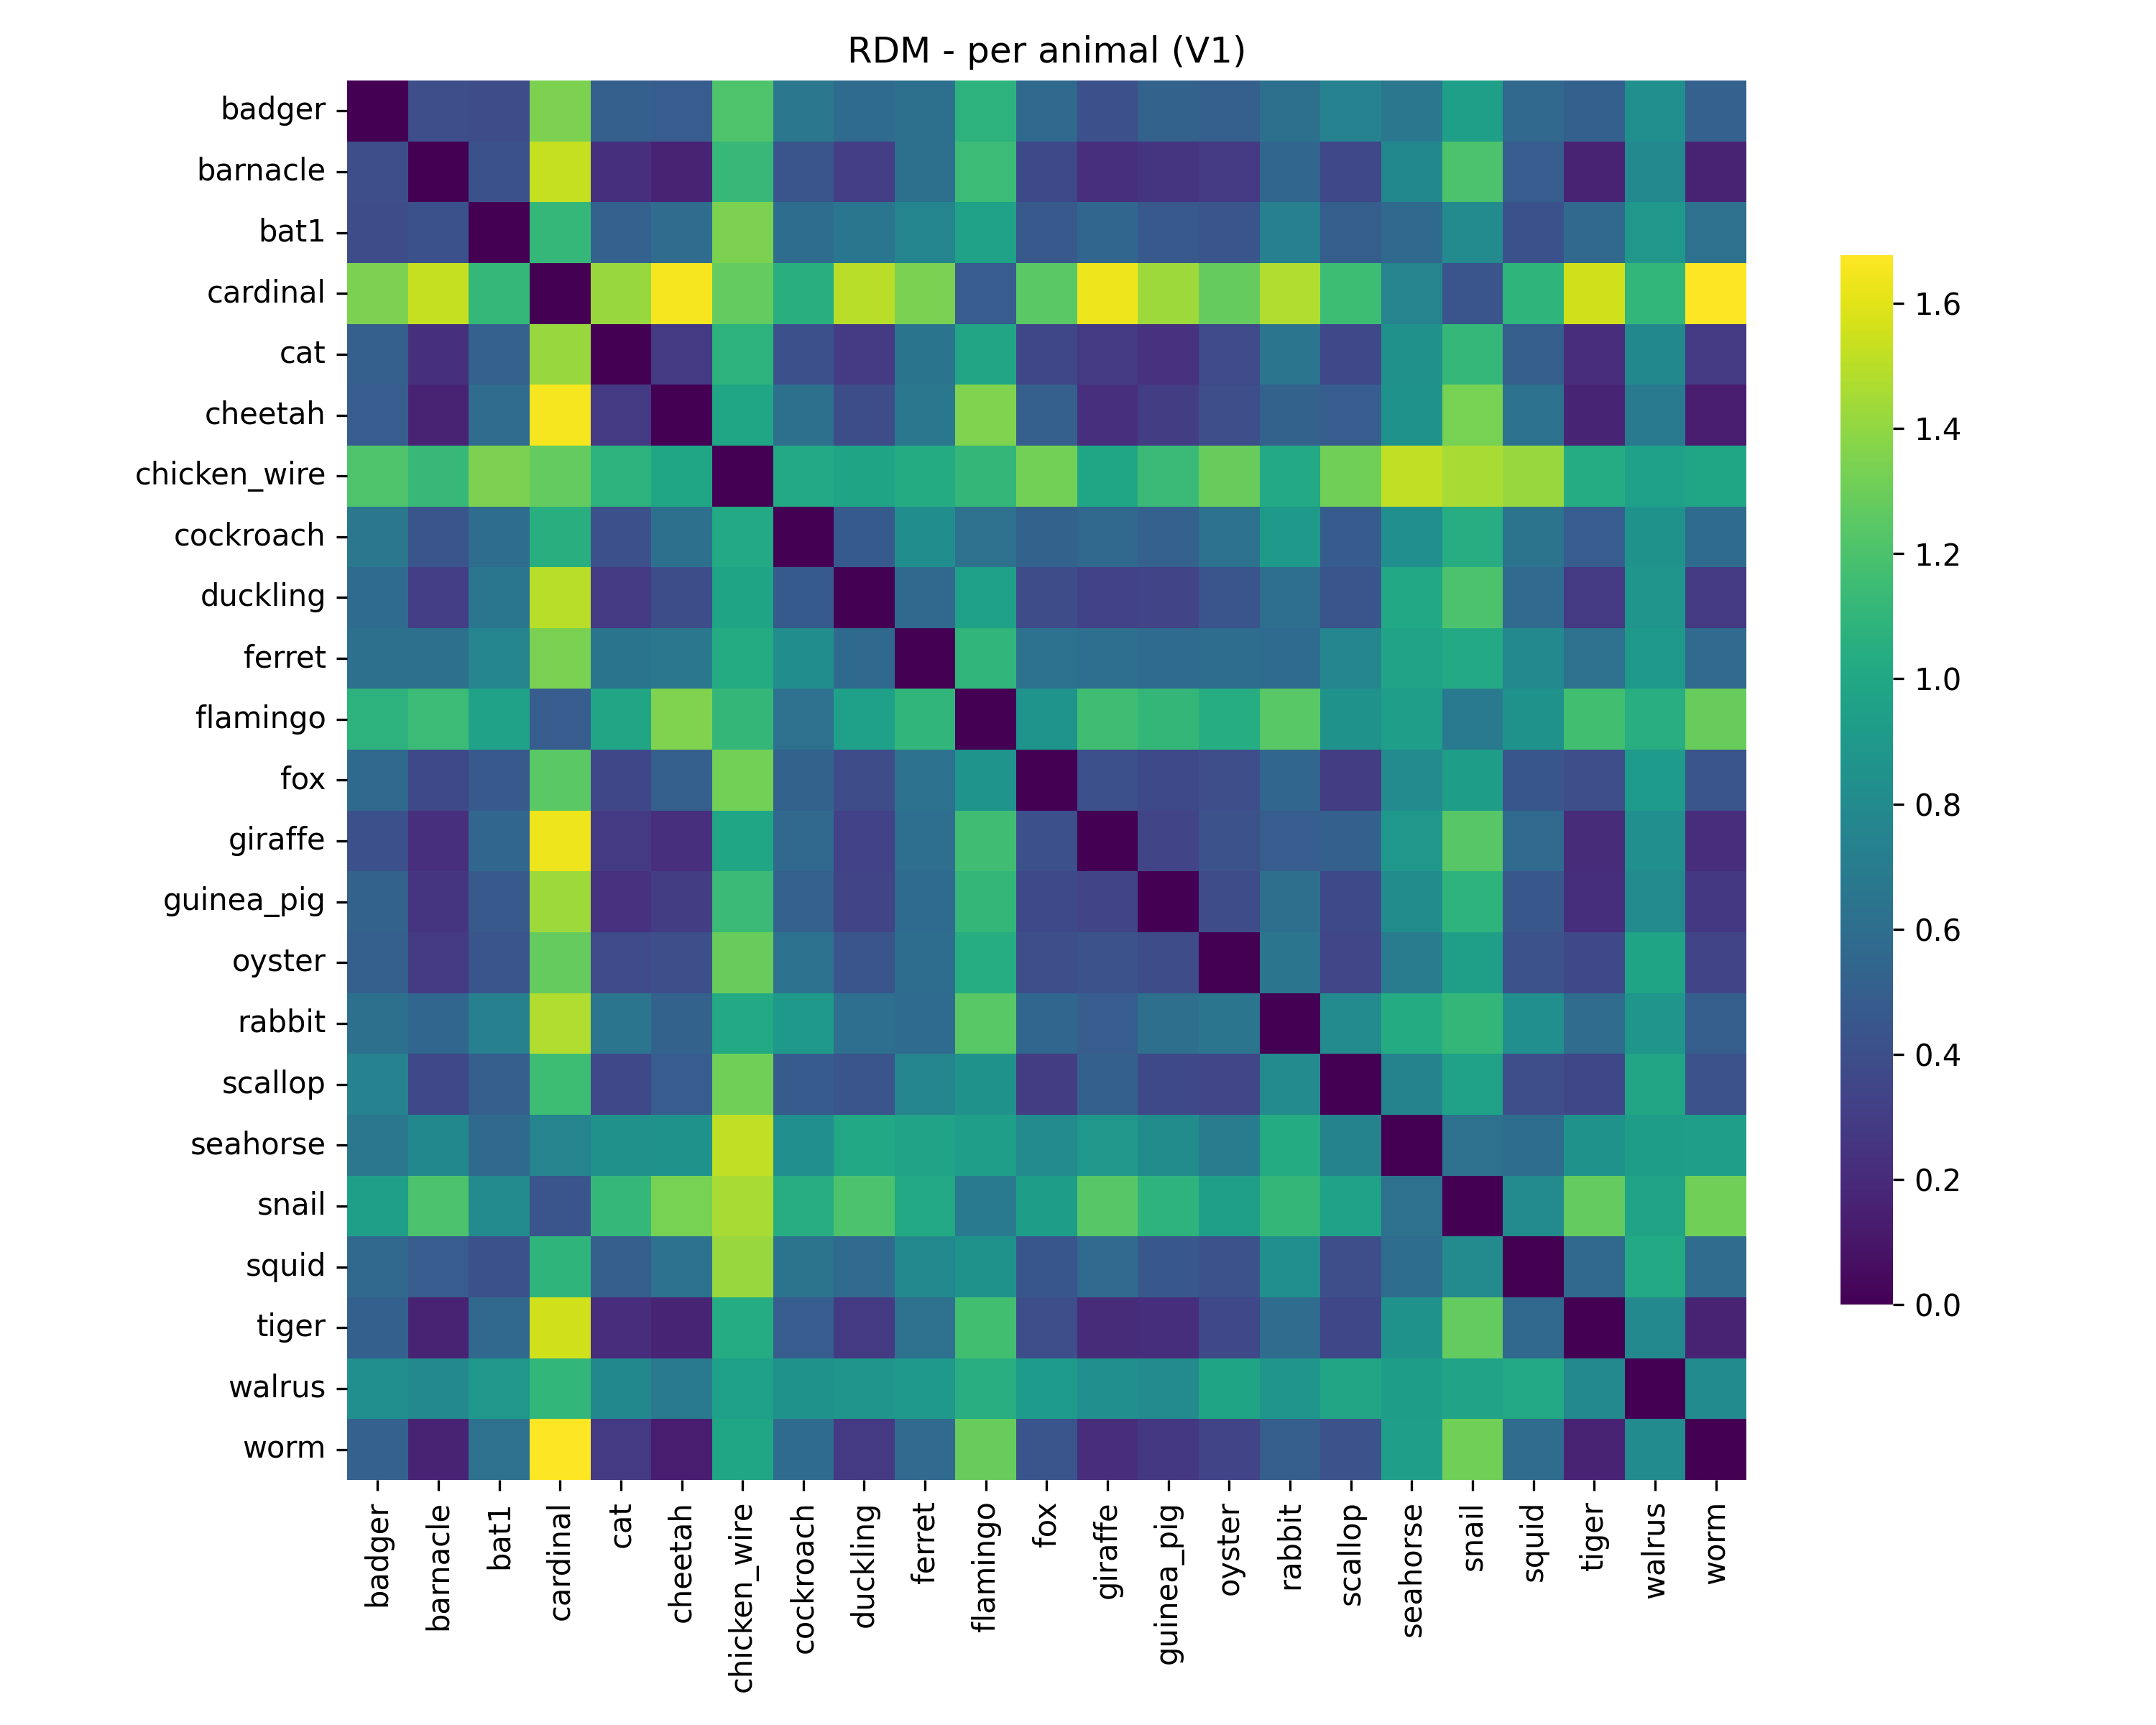 RDM - per animal (V1)
badger
barnacle
bat1
cardinal
cat
cheetah
chicken_wire
cockroach
duckling
ferret
flamingo
fox
giraffe
guinea_pig
oyster
rabbit
scallop
seahorse
snail
squid
tiger
walrus
worm
badger
barnacle
bat1
cardinal
cat
cheetah
chicken_wire
cockroach
duckling
ferret
flamingo
fox
giraffe
guinea_pig
oyster
rabbit
scallop
seahorse
snail
squid
tiger
walrus
worm
1.6
1.4
1.2
1.0
0.8
0.6
0.4
0.2
0.0